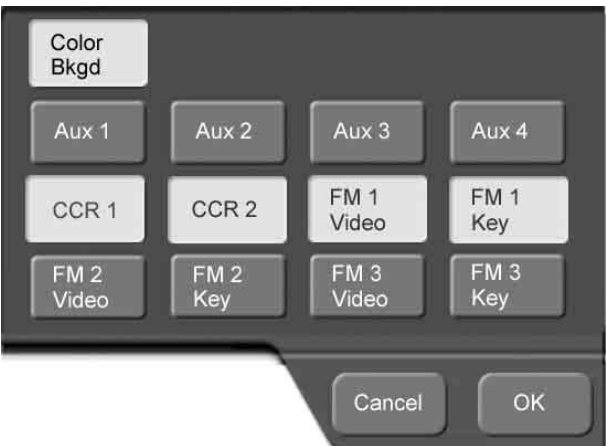 Color
Bkgd
Aux 1
Aux 2
Aux 3
Aux 4
CCR 1
CCR 2
FM 1
Video
FM 1
Key
FM 2
Video
FM 2
Key
FM 3
Video
FM 3
Key
Cancel
OK